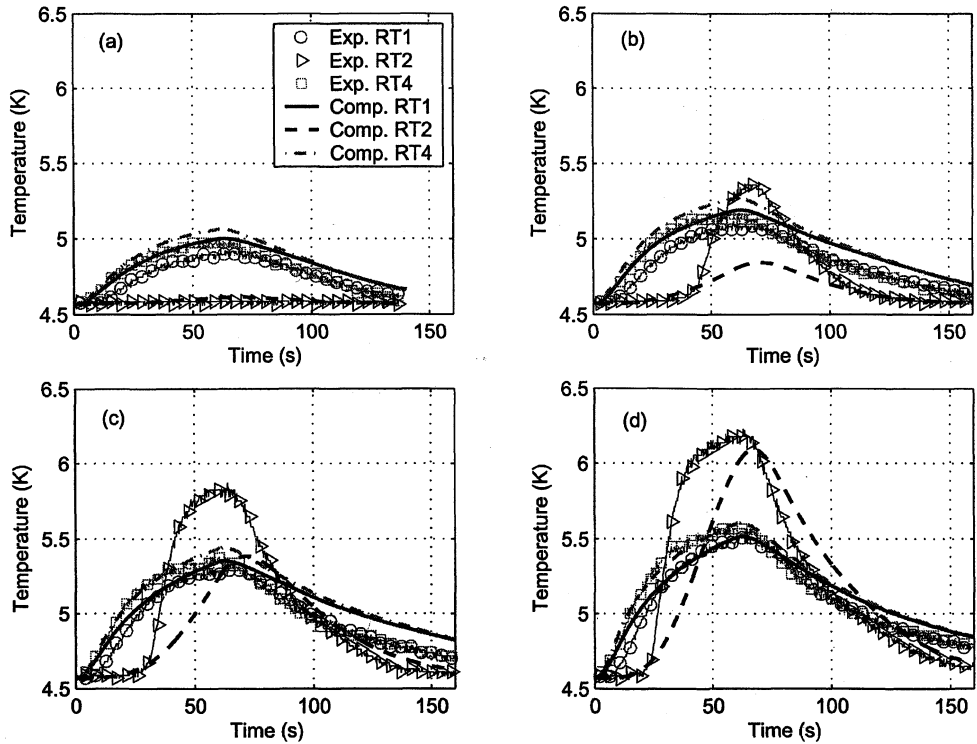 (a)
Exp. RT1
Exp. RT2
Exp. RT4
Comp. RT1
Comp. RT2
Comp. RT4
Temperature (K)
6.5
6
5.5
5
4.5
0 50 100 150
Time (s)
(b)
Temperature (K)
6.5
6
5.5
5
4.5
0 50 100 150
Time (s)
(c)
Temperature (K)
6.5
6
5.5
5
4.5
0 50 100 150
Time (s)
(d)
Temperature (K)
6.5
6
5.5
5
4.5
0 50 100 150
Time (s)